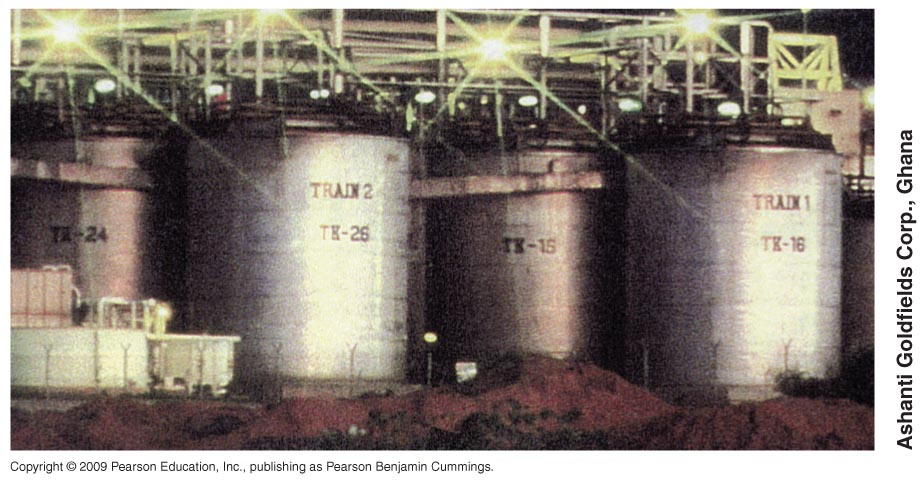 TRAIN 2
TK-26
TK-24
TK-15
TRAIN 1
TK-16
Ashanti Goldfields Corp., Ghana
Copyright © 2009 Pearson Education, Inc., publishing as Pearson Benjamin Cummings.